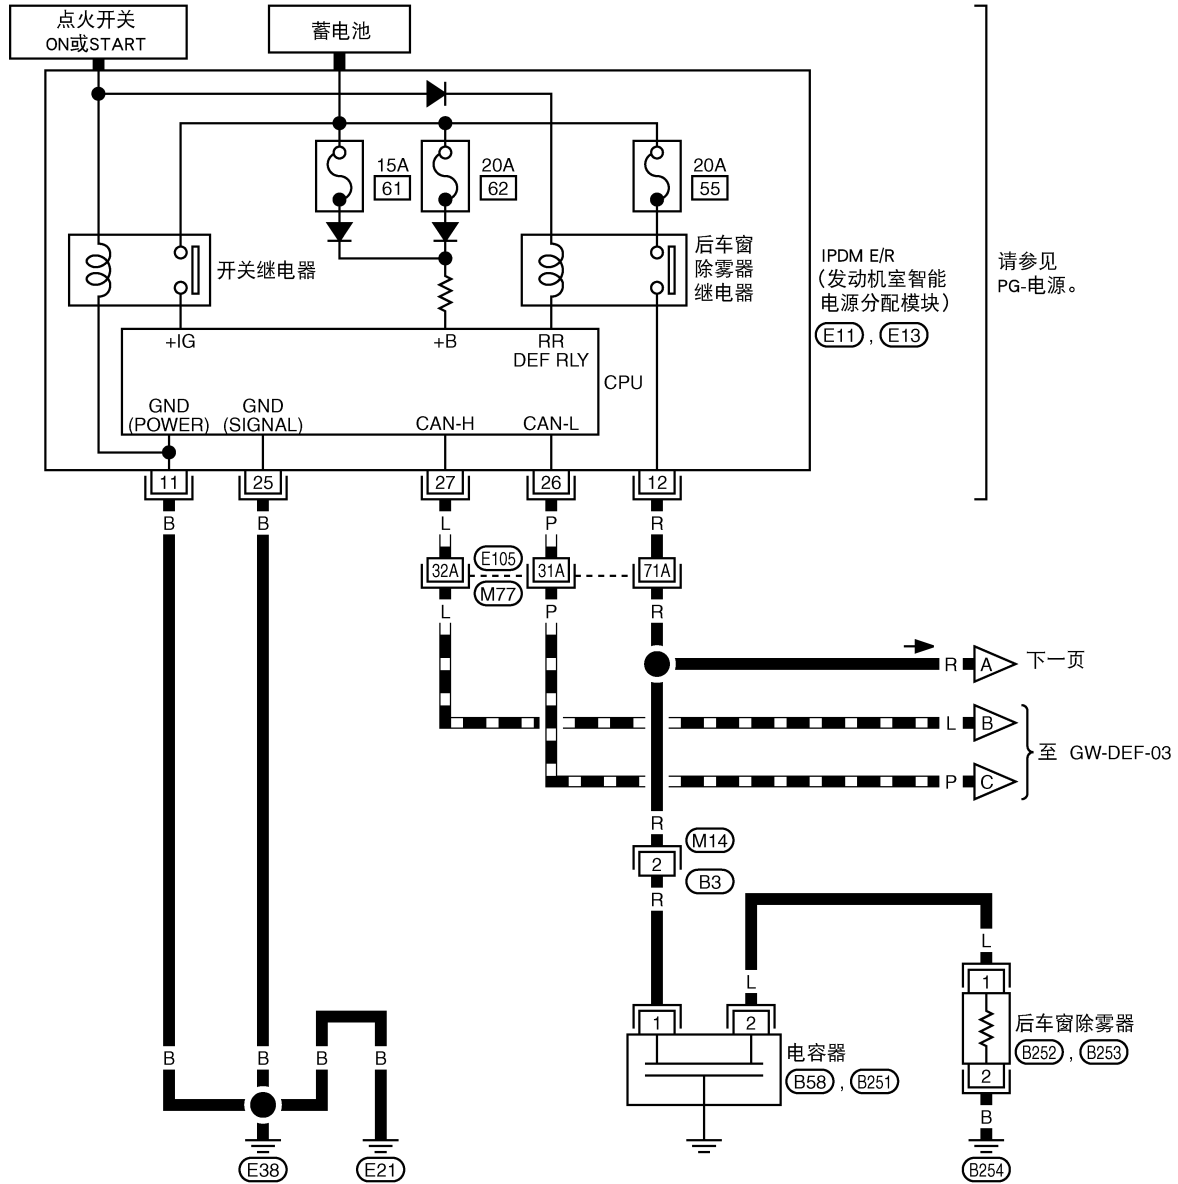 点火开关
ON或START
蓄电池
15A
61
20A
62
20A
55
开关继电器
后车窗
除雾器
继电器
IPDM E/R
(发动机室智能
电源分配模块)
E11 , E13
请参见
PG-电源。
+IG
+B
RR
DEF RLY
CPU
GND
(POWER)
GND
(SIGNAL)
CAN-H
CAN-L
11
25
27
26
12
B
B
L
P
R
32A
E105
M77
31A
71A
L
P
R
R
A
下一页
L
B
P
C
至 GW-DEF-03
R
M14
2
B3
R
L
L
1
1
2
后车窗除雾器
B252 , B253
2
电容器
B58 , B251
B
B
B
B
B
E38
E21
B254